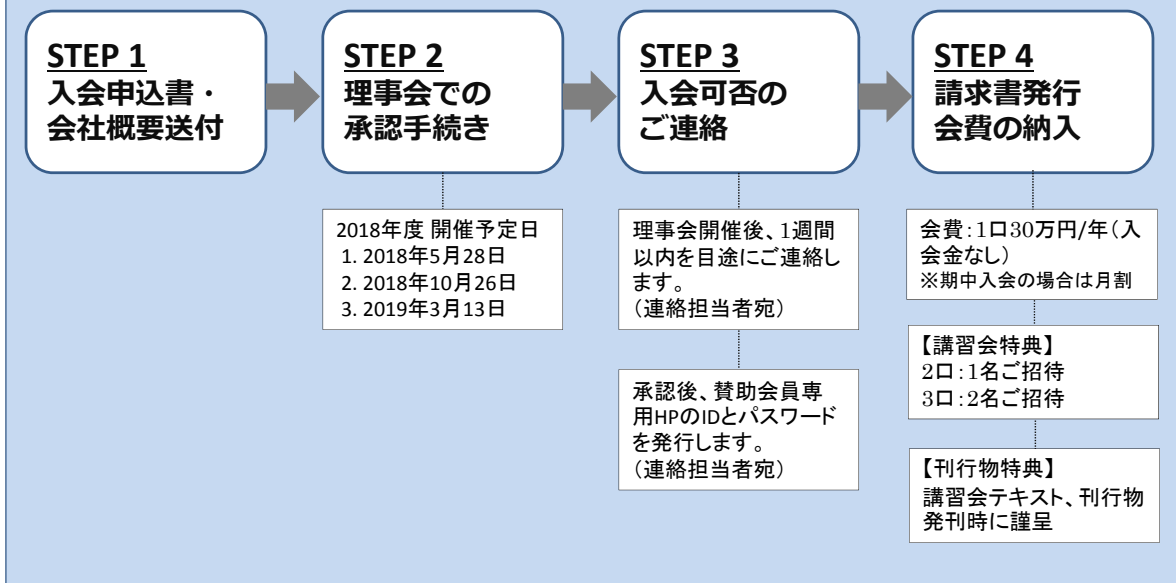 STEP 1
入会申込書・
会社概要送付
STEP 2
理事会での
承認手続き
STEP 3
入会可否の
ご連絡
STEP 4
請求書発行
会費の納入
2018年度 開催予定日
1. 2018年5月28日
2. 2018年10月26日
3. 2019年3月13日
理事会開催後、1週間
以内を目途にご連絡し
ます。
（連絡担当者宛）
承認後、賛助会員専
用HPのIDとパスワード
を発行します。
（連絡担当者宛）
会費：1口30万円/年（入
会金なし）
※期中入会の場合は月割
【講習会特典】
2口：1名ご招待
3口：2名ご招待
【刊行物特典】
講習会テキスト、刊行物
発刊時に謹呈